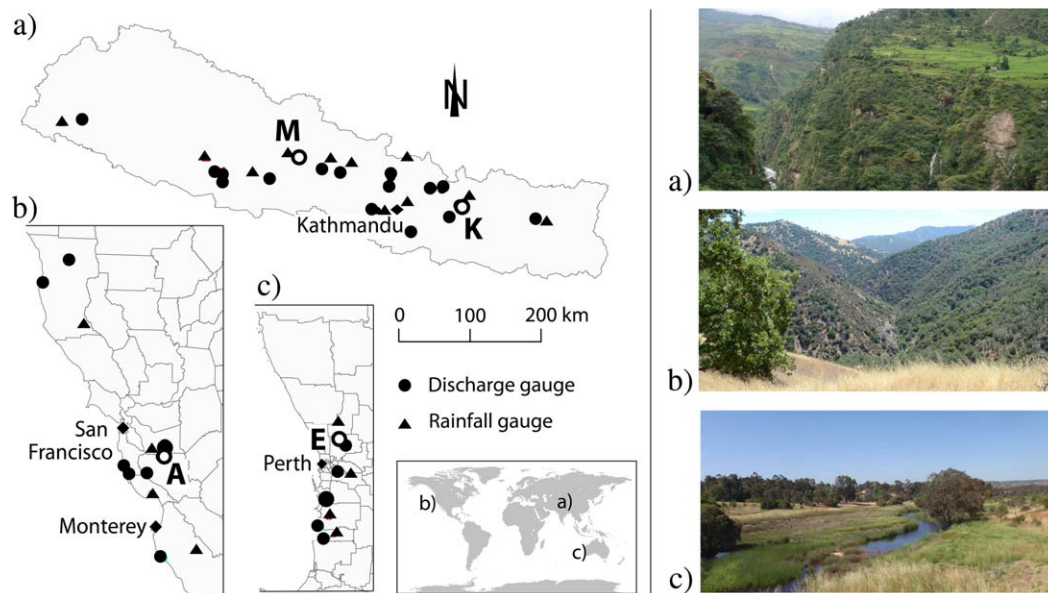 a)
N
M
Kathmandu
K
b)
San
Francisco
A
Monterey
c)
E
Perth
0 100 200 km
Discharge gauge
Rainfall gauge
b)
a)
c)
a)
b)
c)